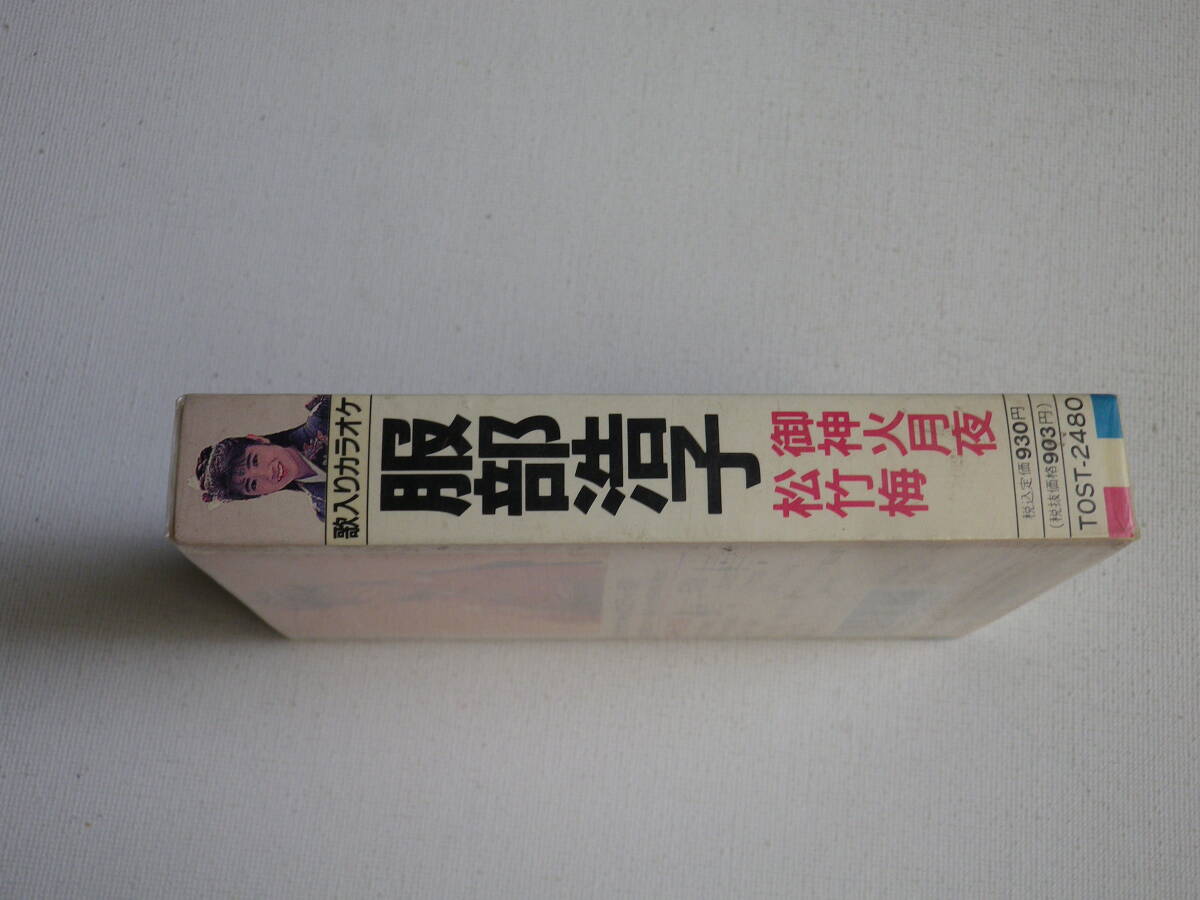 歌入りカラオケ
服部浩子
御神火月夜
松竹梅
税込定価930円
(税抜価格903円)
TOST-2480